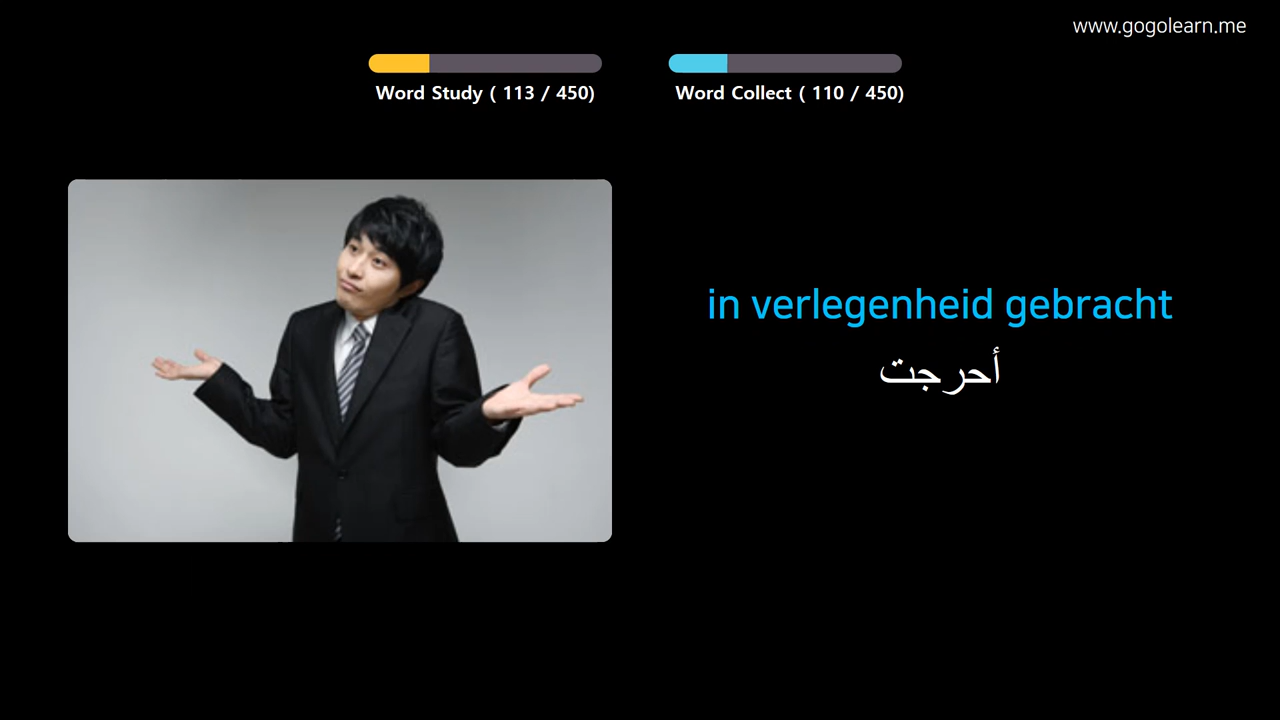 www.gogolearn.me
Word Study ( 113 / 450)
Word Collect ( 110 / 450)
in verlegenheid gebracht
أحرجت